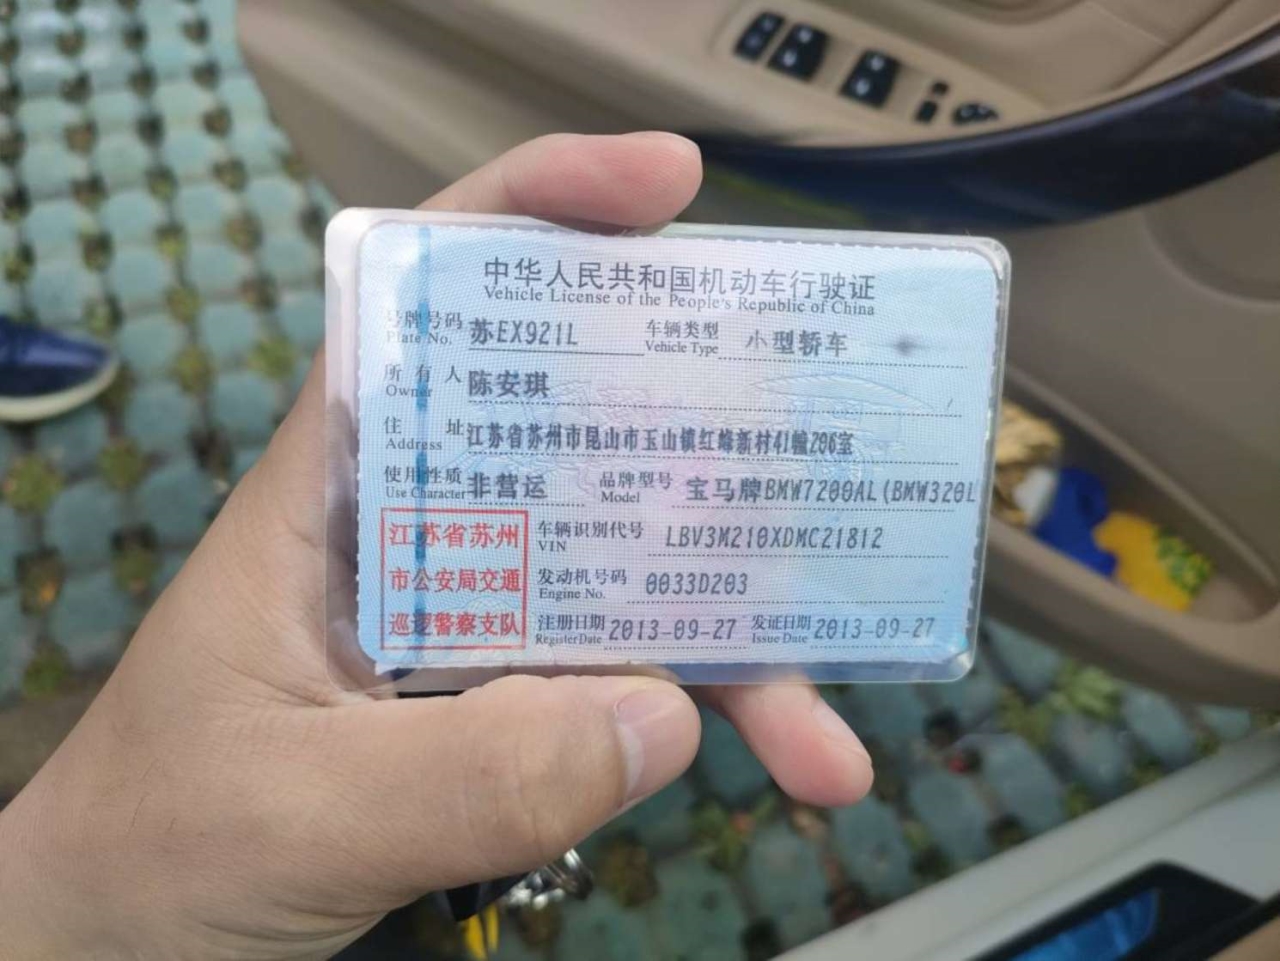 中华人民共和国机动车行驶证
Vehicle License of the People's Republic of China
号牌号码 苏EX921L 车辆类型 小型轿车
Plate No. Vehicle Type
所有人 陈安琪
Owner
住址 江苏省苏州市昆山市玉山镇红峰新村41幢206室
Address
使用性质 非营运 品牌型号 宝马牌BMW7200AL(BMW320L
Use Character Model
江苏省苏州
市公安局交通
巡逻警察支队
车辆识别代号 LBV3M210XDMC21812
VIN
发动机号码 0033D203
Engine No.
注册日期 2013-09-27 发证日期 2013-09-27
Register Date Issue Date